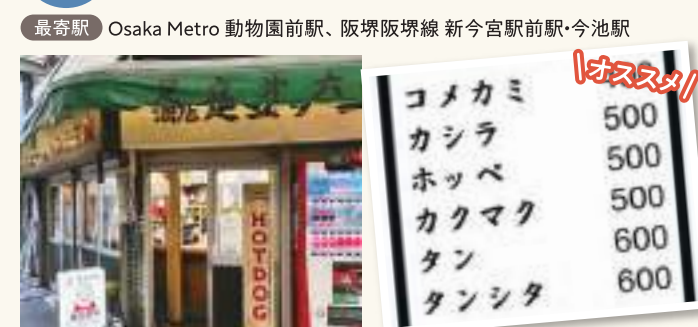 最寄駅 Osaka Metro 動物園前駅、阪堺阪堺線 新今宮駅前駅・今池駅
オススメ
コメカミ
カシラ 500
ホッペ 500
カクマク 500
タン 600
タンシタ 600
HOTDOG